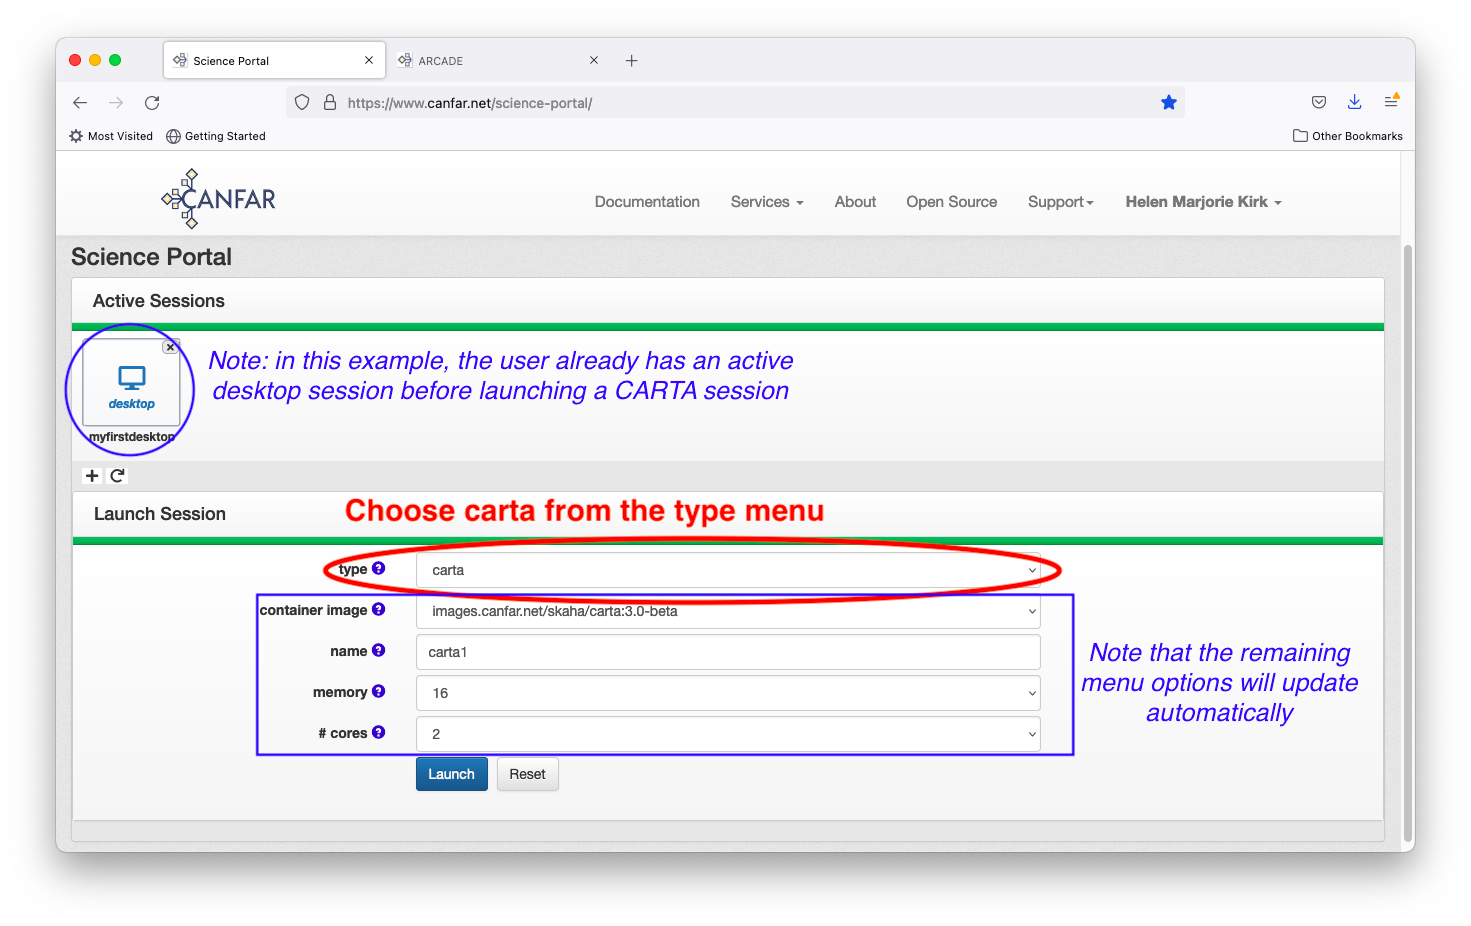 Science Portal
ARCADE
https://www.canfar.net/science-portal/
Most Visited
Getting Started
Other Bookmarks
CANFAR
Documentation
Services
About
Open Source
Support
Helen Marjorie Kirk
Science Portal
Active Sessions
desktop
myfirstdesktop
Note: in this example, the user already has an active
desktop session before launching a CARTA session
Launch Session
Choose carta from the type menu
type
carta
container image
images.canfar.net/skaha/carta:3.0-beta
name
carta1
memory
16
# cores
2
Note that the remaining
menu options will update
automatically
Launch
Reset